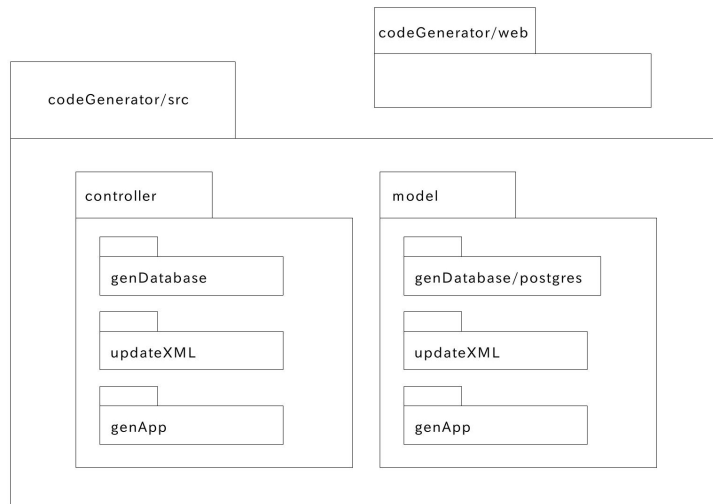 codeGenerator/web
codeGenerator/src
controller
genDatabase
updateXML
genApp
model
genDatabase/postgres
updateXML
genApp